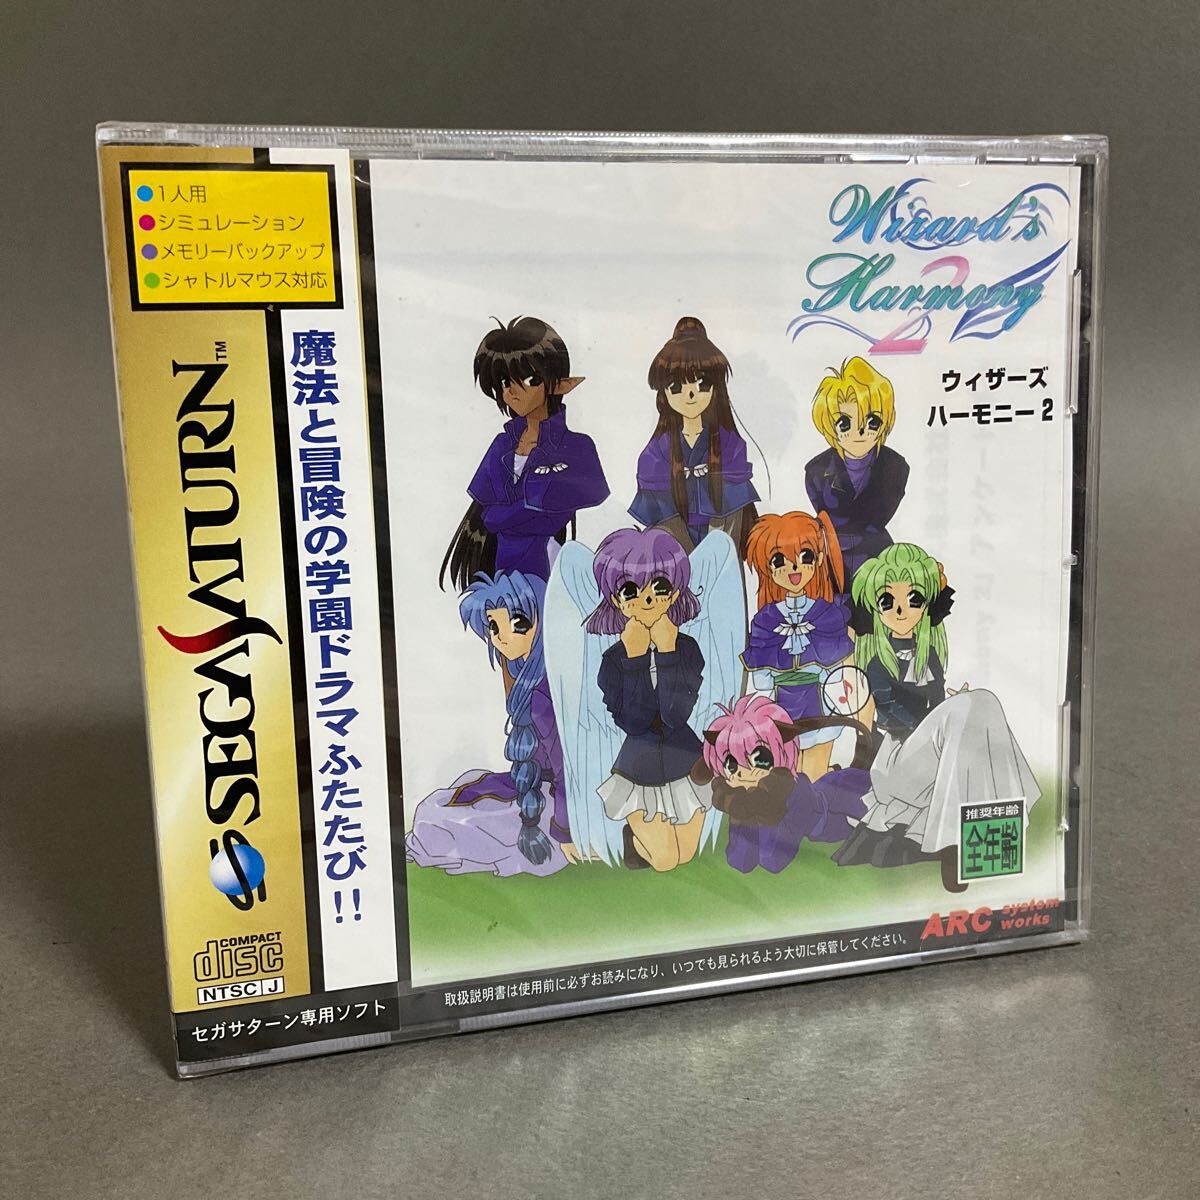 ●1人用
●シミュレーション
●メモリーバックアップ
●シャトルマウス対応
SEGA SATURN™
魔法と冒険の学園ドラマふたたび!!
COMPACT
disc
NTSC J
セガサターン専用ソフト
Wizard's
Harmony
2
ウィザーズ
ハーモニー2
推奨年齢
全年齢
ARC system works
取扱説明書は使用前に必ずお読みになり、いつでも見られるよう大切に保管してください。